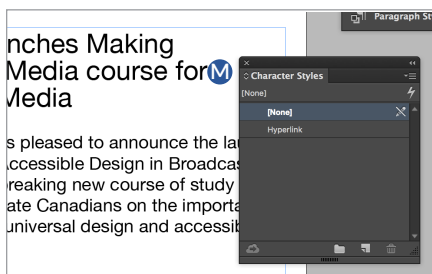 Paragraph St
nches Making
Media course for M
Media
Character Styles
[None]
[None]
Hyperlink
s pleased to announce the lau
Accessible Design in Broadcas
reaking new course of study
ate Canadians on the importa
universal design and accessib